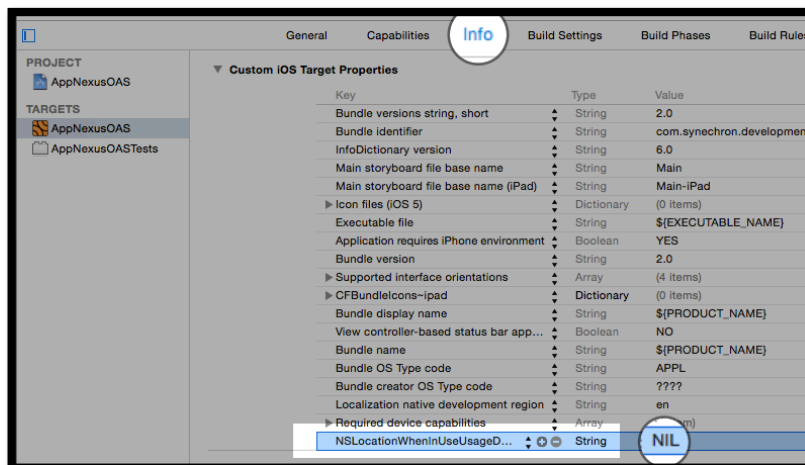 General Capabilities Info Build Settings Build Phases Build Rules
PROJECT
AppNexusOAS
TARGETS
AppNexusOAS
AppNexusOASTests
Custom iOS Target Properties
Key Type Value
Bundle versions string, short String 2.0
Bundle identifier String com.synechron.developmen
InfoDictionary version String 6.0
Main storyboard file base name String Main
Main storyboard file base name (iPad) String Main-iPad
Icon files (iOS 5) Dictionary (0 items)
Executable file String ${EXECUTABLE_NAME}
Application requires iPhone environment Boolean YES
Bundle version String 2.0
Supported interface orientations Array (4 items)
CFBundleIcons~ipad Dictionary (0 items)
Bundle display name String ${PRODUCT_NAME}
View controller-based status bar app... Boolean NO
Bundle name String ${PRODUCT_NAME}
Bundle OS Type code String APPL
Bundle creator OS Type code String ????
Localization native development region String en
Required device capabilities Array
NSLocationWhenInUseUsageD... String NIL